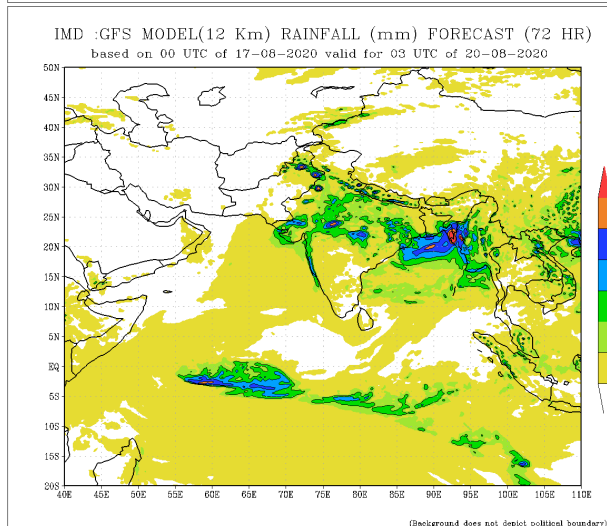 IMD :GFS MODEL(12 Km) RAINFALL (mm) FORECAST (72 HR)
based on 00 UTC of 17-08-2020 valid for 03 UTC of 20-08-2020
50N
45N
40N
35N
30N
25N
20N
15N
10N
5N
EQ
5S
10S
15S
20S
40E 45E 50E 55E 60E 65E 70E 75E 80E 85E 90E 95E 100E 105E 110E
(Background does not depict political boundary)